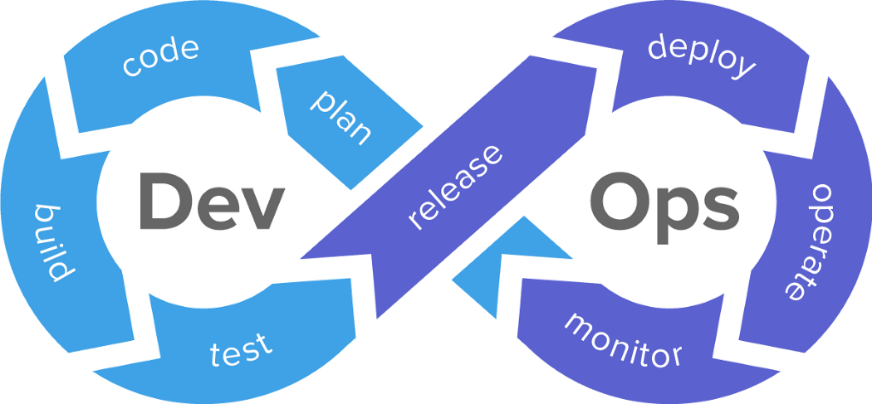 plan
code
build
test
release
deploy
operate
monitor
Dev
Ops